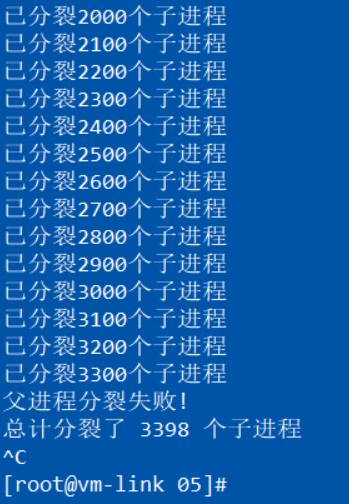 已分裂2000个子进程
已分裂2100个子进程
已分裂2200个子进程
已分裂2300个子进程
已分裂2400个子进程
已分裂2500个子进程
已分裂2600个子进程
已分裂2700个子进程
已分裂2800个子进程
已分裂2900个子进程
已分裂3000个子进程
已分裂3100个子进程
已分裂3200个子进程
已分裂3300个子进程
父进程分裂失败!
总计分裂了 3398 个子进程
^C
[root@vm-link 05]#